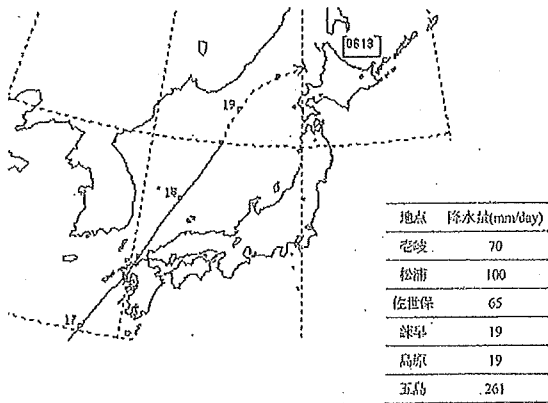 [0613]
19
18
17
地点 降水量(mm/day)
壱岐 70
松浦 100
佐世保 65
諫早 19
島原 19
五島 261